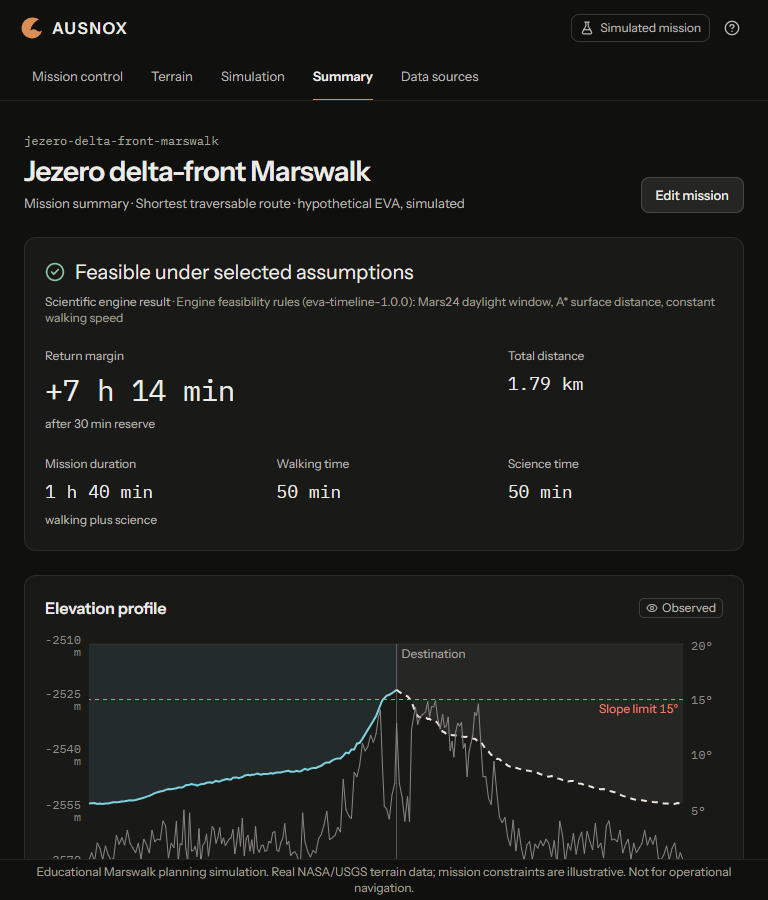 AUSNOX
Simulated mission
Mission control
Terrain
Simulation
Summary
Data sources
jezero-delta-front-marswalk
Jezero delta-front Marswalk
Mission summary · Shortest traversable route · hypothetical EVA, simulated
Edit mission
Feasible under selected assumptions
Scientific engine result · Engine feasibility rules (eva-timeline-1.0.0): Mars24 daylight window, A* surface distance, constant
walking speed
Return margin
+7 h 14 min
after 30 min reserve
Total distance
1.79 km
Mission duration
1 h 40 min
walking plus science
Walking time
50 min
Science time
50 min
Elevation profile
Observed
-2510
m
-2525
m
-2540
m
-2555
m
Destination
20°
15°
Slope limit 15°
10°
5°
Educational Marswalk planning simulation. Real NASA/USGS terrain data; mission constraints are illustrative. Not for operational
navigation.